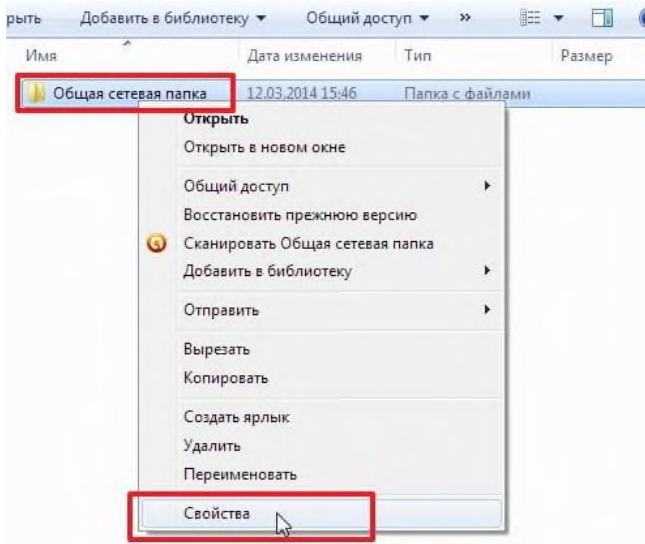 рыть Добавить в библиотеку Общий доступ »
Имя Дата изменения Тип Размер
Общая сетевая папка 12.03.2014 15:46 Папка с файлами
Открыть
Открыть в новом окне
Общий доступ
Восстановить прежнюю версию
Сканировать Общая сетевая папка
Добавить в библиотеку
Отправить
Вырезать
Копировать
Создать ярлык
Удалить
Переименовать
Свойства